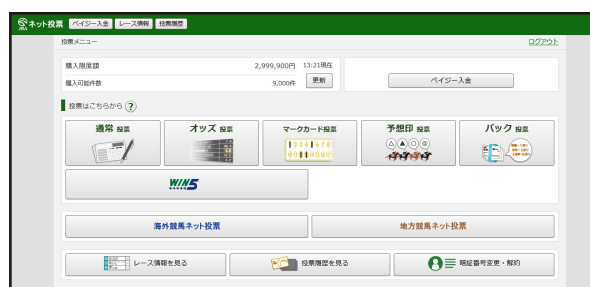 JRA ネット投票 ペイジー入金 レース情報 投票履歴
投票メニュー ログアウト
購入限度額 2,999,900円 13:21現在
購入可能件数 9,000件 更新 ペイジー入金
投票はこちらから ?
通常 投票 オッズ 投票 マークカード投票 予想印 投票 パック 投票
WIN5
海外競馬ネット投票 地方競馬ネット投票
レース情報を見る 投票履歴を見る 暗証番号変更・解約